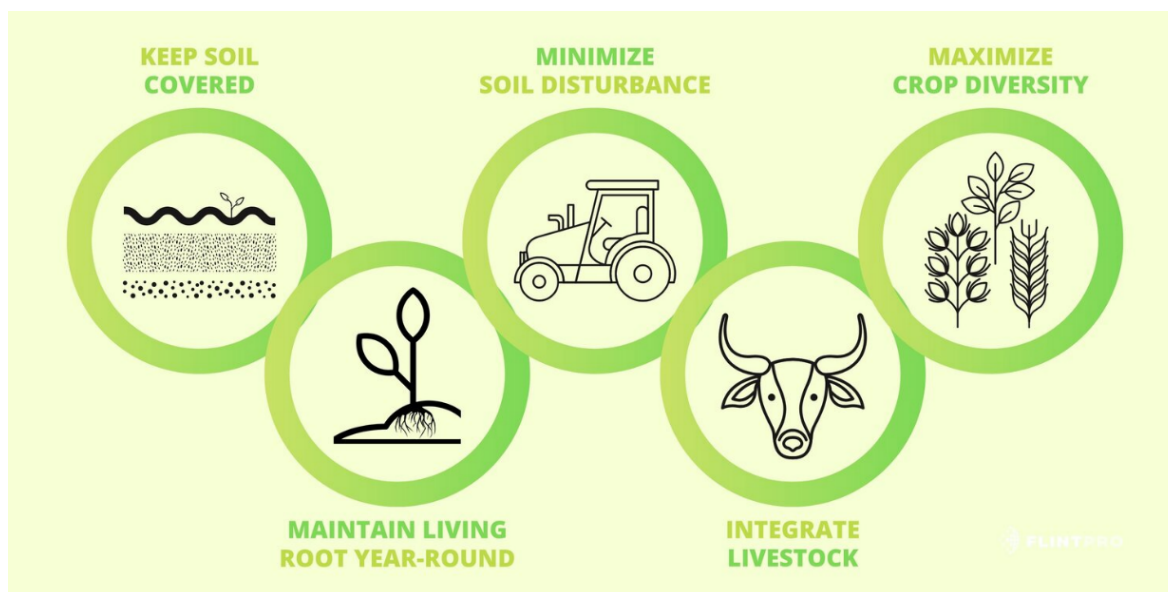 KEEP SOIL
COVERED
MINIMIZE
SOIL DISTURBANCE
MAXIMIZE
CROP DIVERSITY
MAINTAIN LIVING
ROOT YEAR-ROUND
INTEGRATE
LIVESTOCK
FLINTPRO